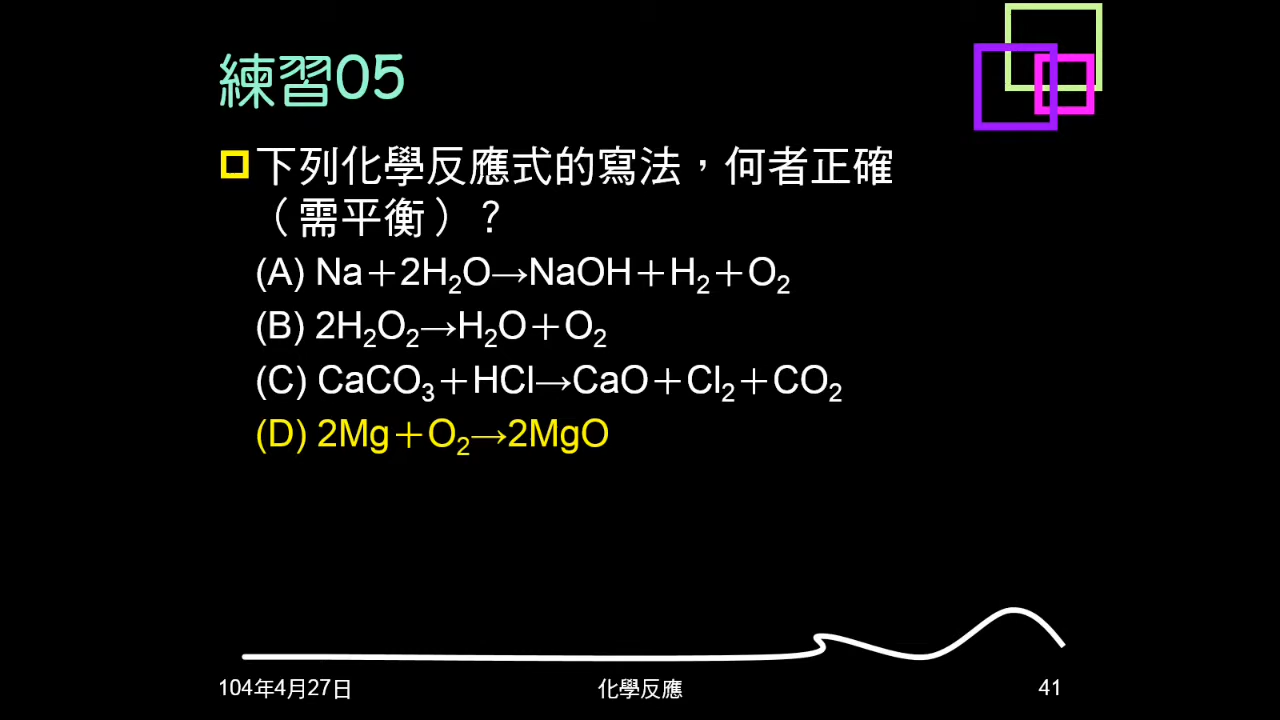 練習05
下列化學反應式的寫法，何者正確
（需平衡）？
(A) Na＋2H₂O→NaOH＋H₂＋O₂
(B) 2H₂O₂→H₂O＋O₂
(C) CaCO₃＋HCl→CaO＋Cl₂＋CO₂
(D) 2Mg＋O₂→2MgO
104年4月27日
化學反應
41